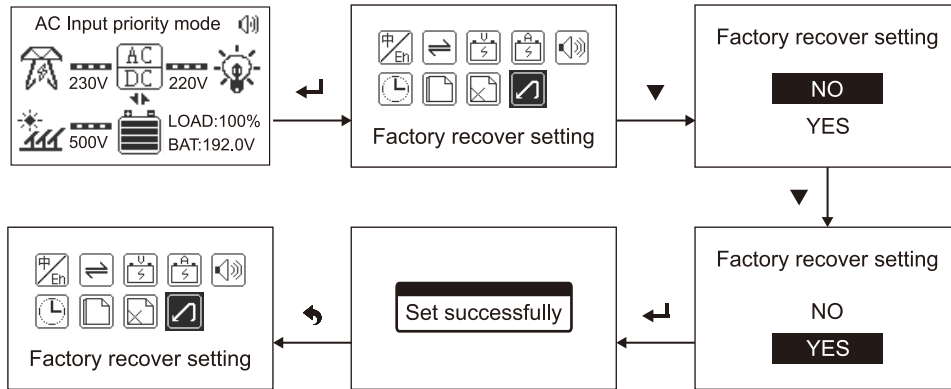 AC Input priority mode
AC
DC
230V
220V
500V
LOAD:100%
BAT:192.0V
中/En
U
A
Factory recover setting
Factory recover setting
NO
YES
Factory recover setting
NO
YES
Set successfully
中/En
U
A
Factory recover setting